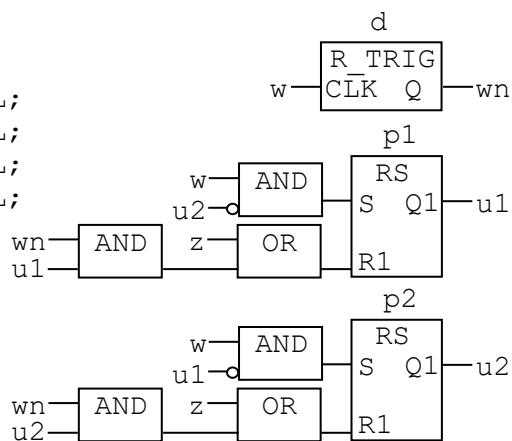 d
R_TRIG
w CLK Q wn
L;
L;
L;
L;
p1
RS
w AND
u2 S Q1 u1
wn AND z OR
u1 R1
p2
RS
w AND
u1 S Q1 u2
wn AND z OR
u2 R1